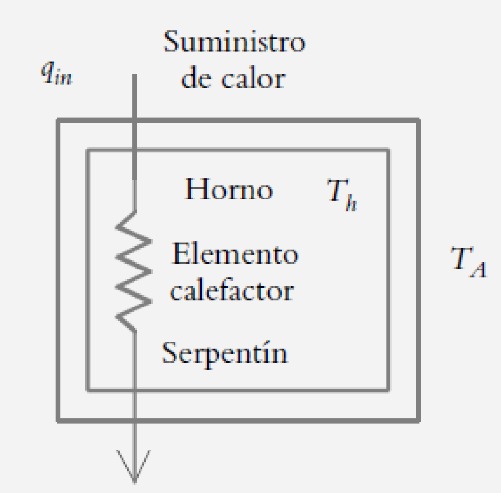 Suministro
q_in
de calor
Horno T_h
Elemento
T_A
calefactor
Serpentín